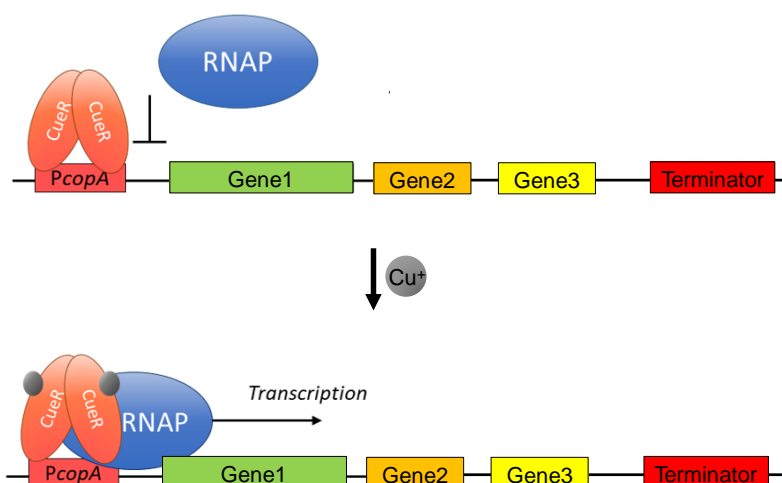 RNAP
CueR CueR
PcopA Gene1 Gene2 Gene3 Terminator
Cu⁺
Transcription
CueR CueR RNAP
PcopA Gene1 Gene2 Gene3 Terminator